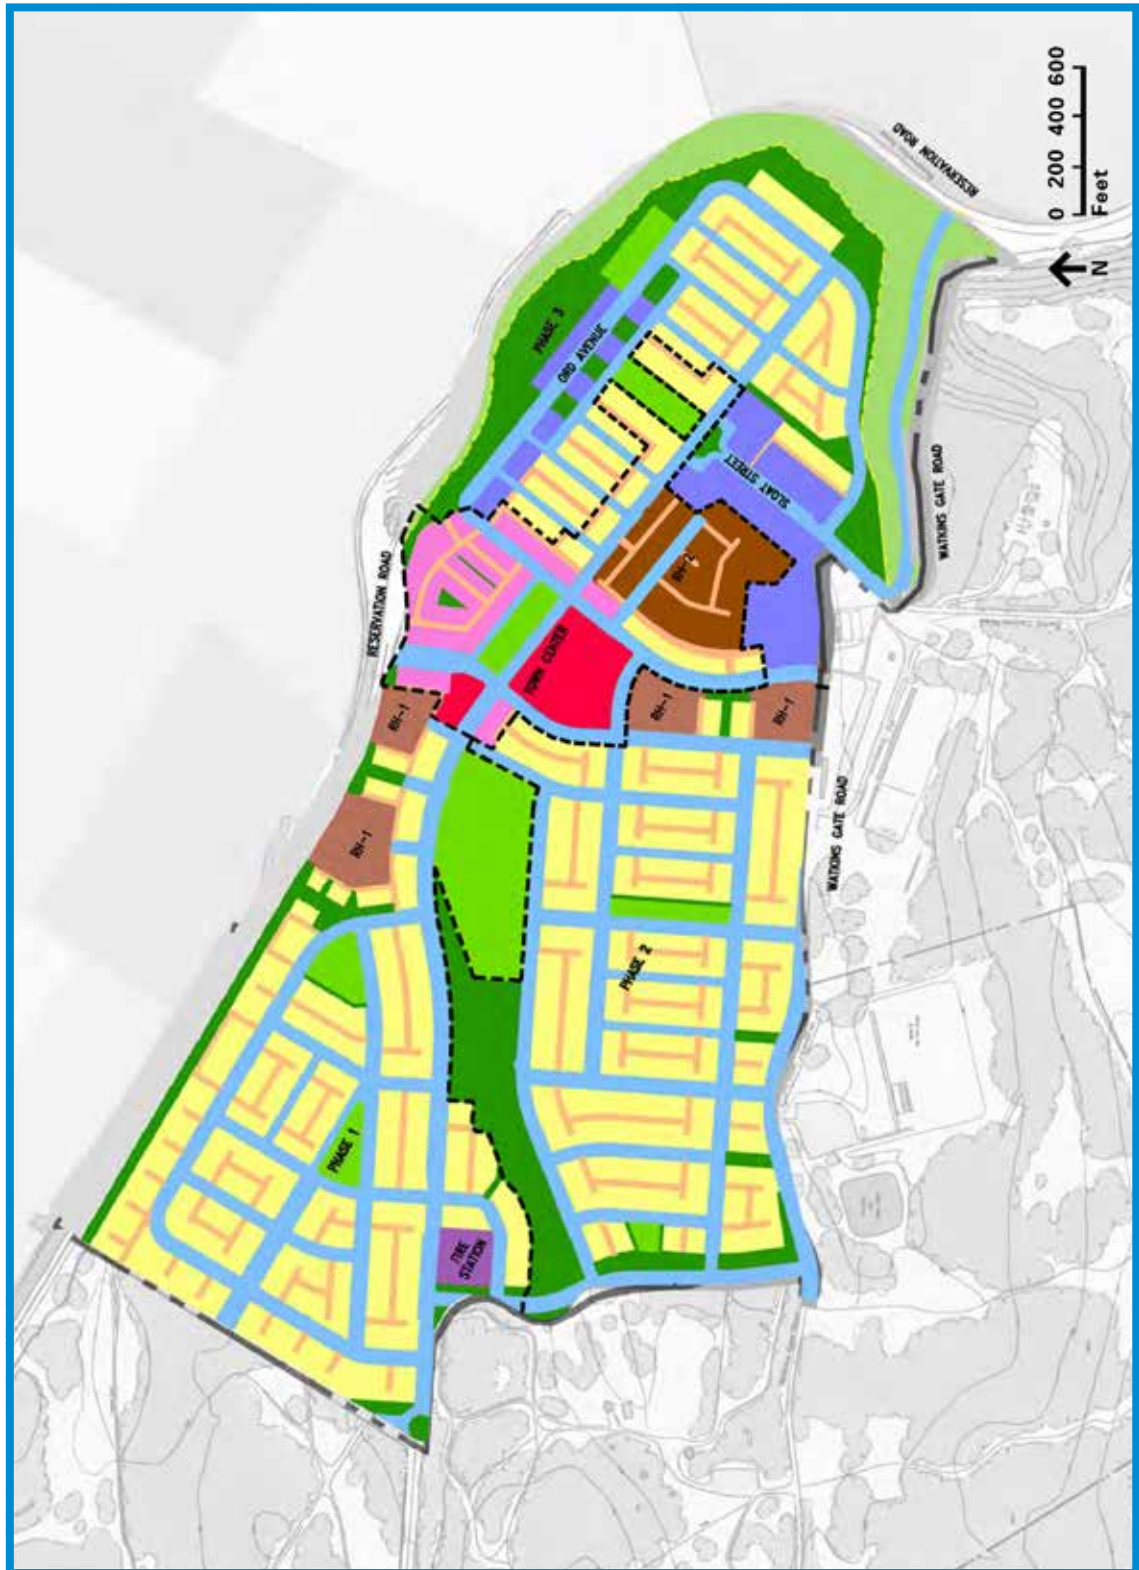 RESERVATION ROAD
0 200 400 600
Feet
N
PHASE 3
ORD AVENUE
SLOAT STREET
WATKINS GATE ROAD
RESERVATION ROAD
RH-2
TOWN CENTER
RH-1
RH-1
RH-1
RH-1
WATKINS GATE ROAD
PHASE 2
PHASE 1
FIRE
STATION